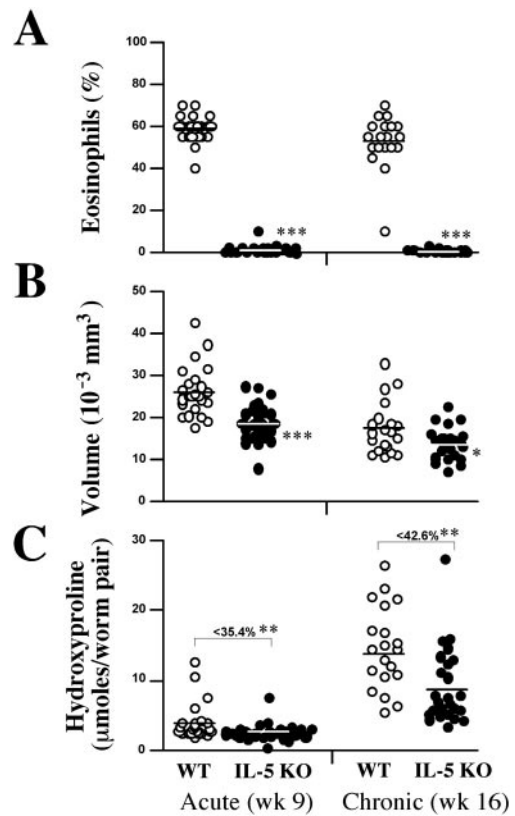 A
Eosinophils (%)
100
80
60
40
20
0
***
***
B
Volume (10⁻³ mm³)
50
40
30
20
10
0
***
*
C
Hydroxyproline
(μmoles/worm pair)
30
20
10
0
<35.4% **
<42.6% **
WT IL-5 KO WT IL-5 KO
Acute (wk 9) Chronic (wk 16)